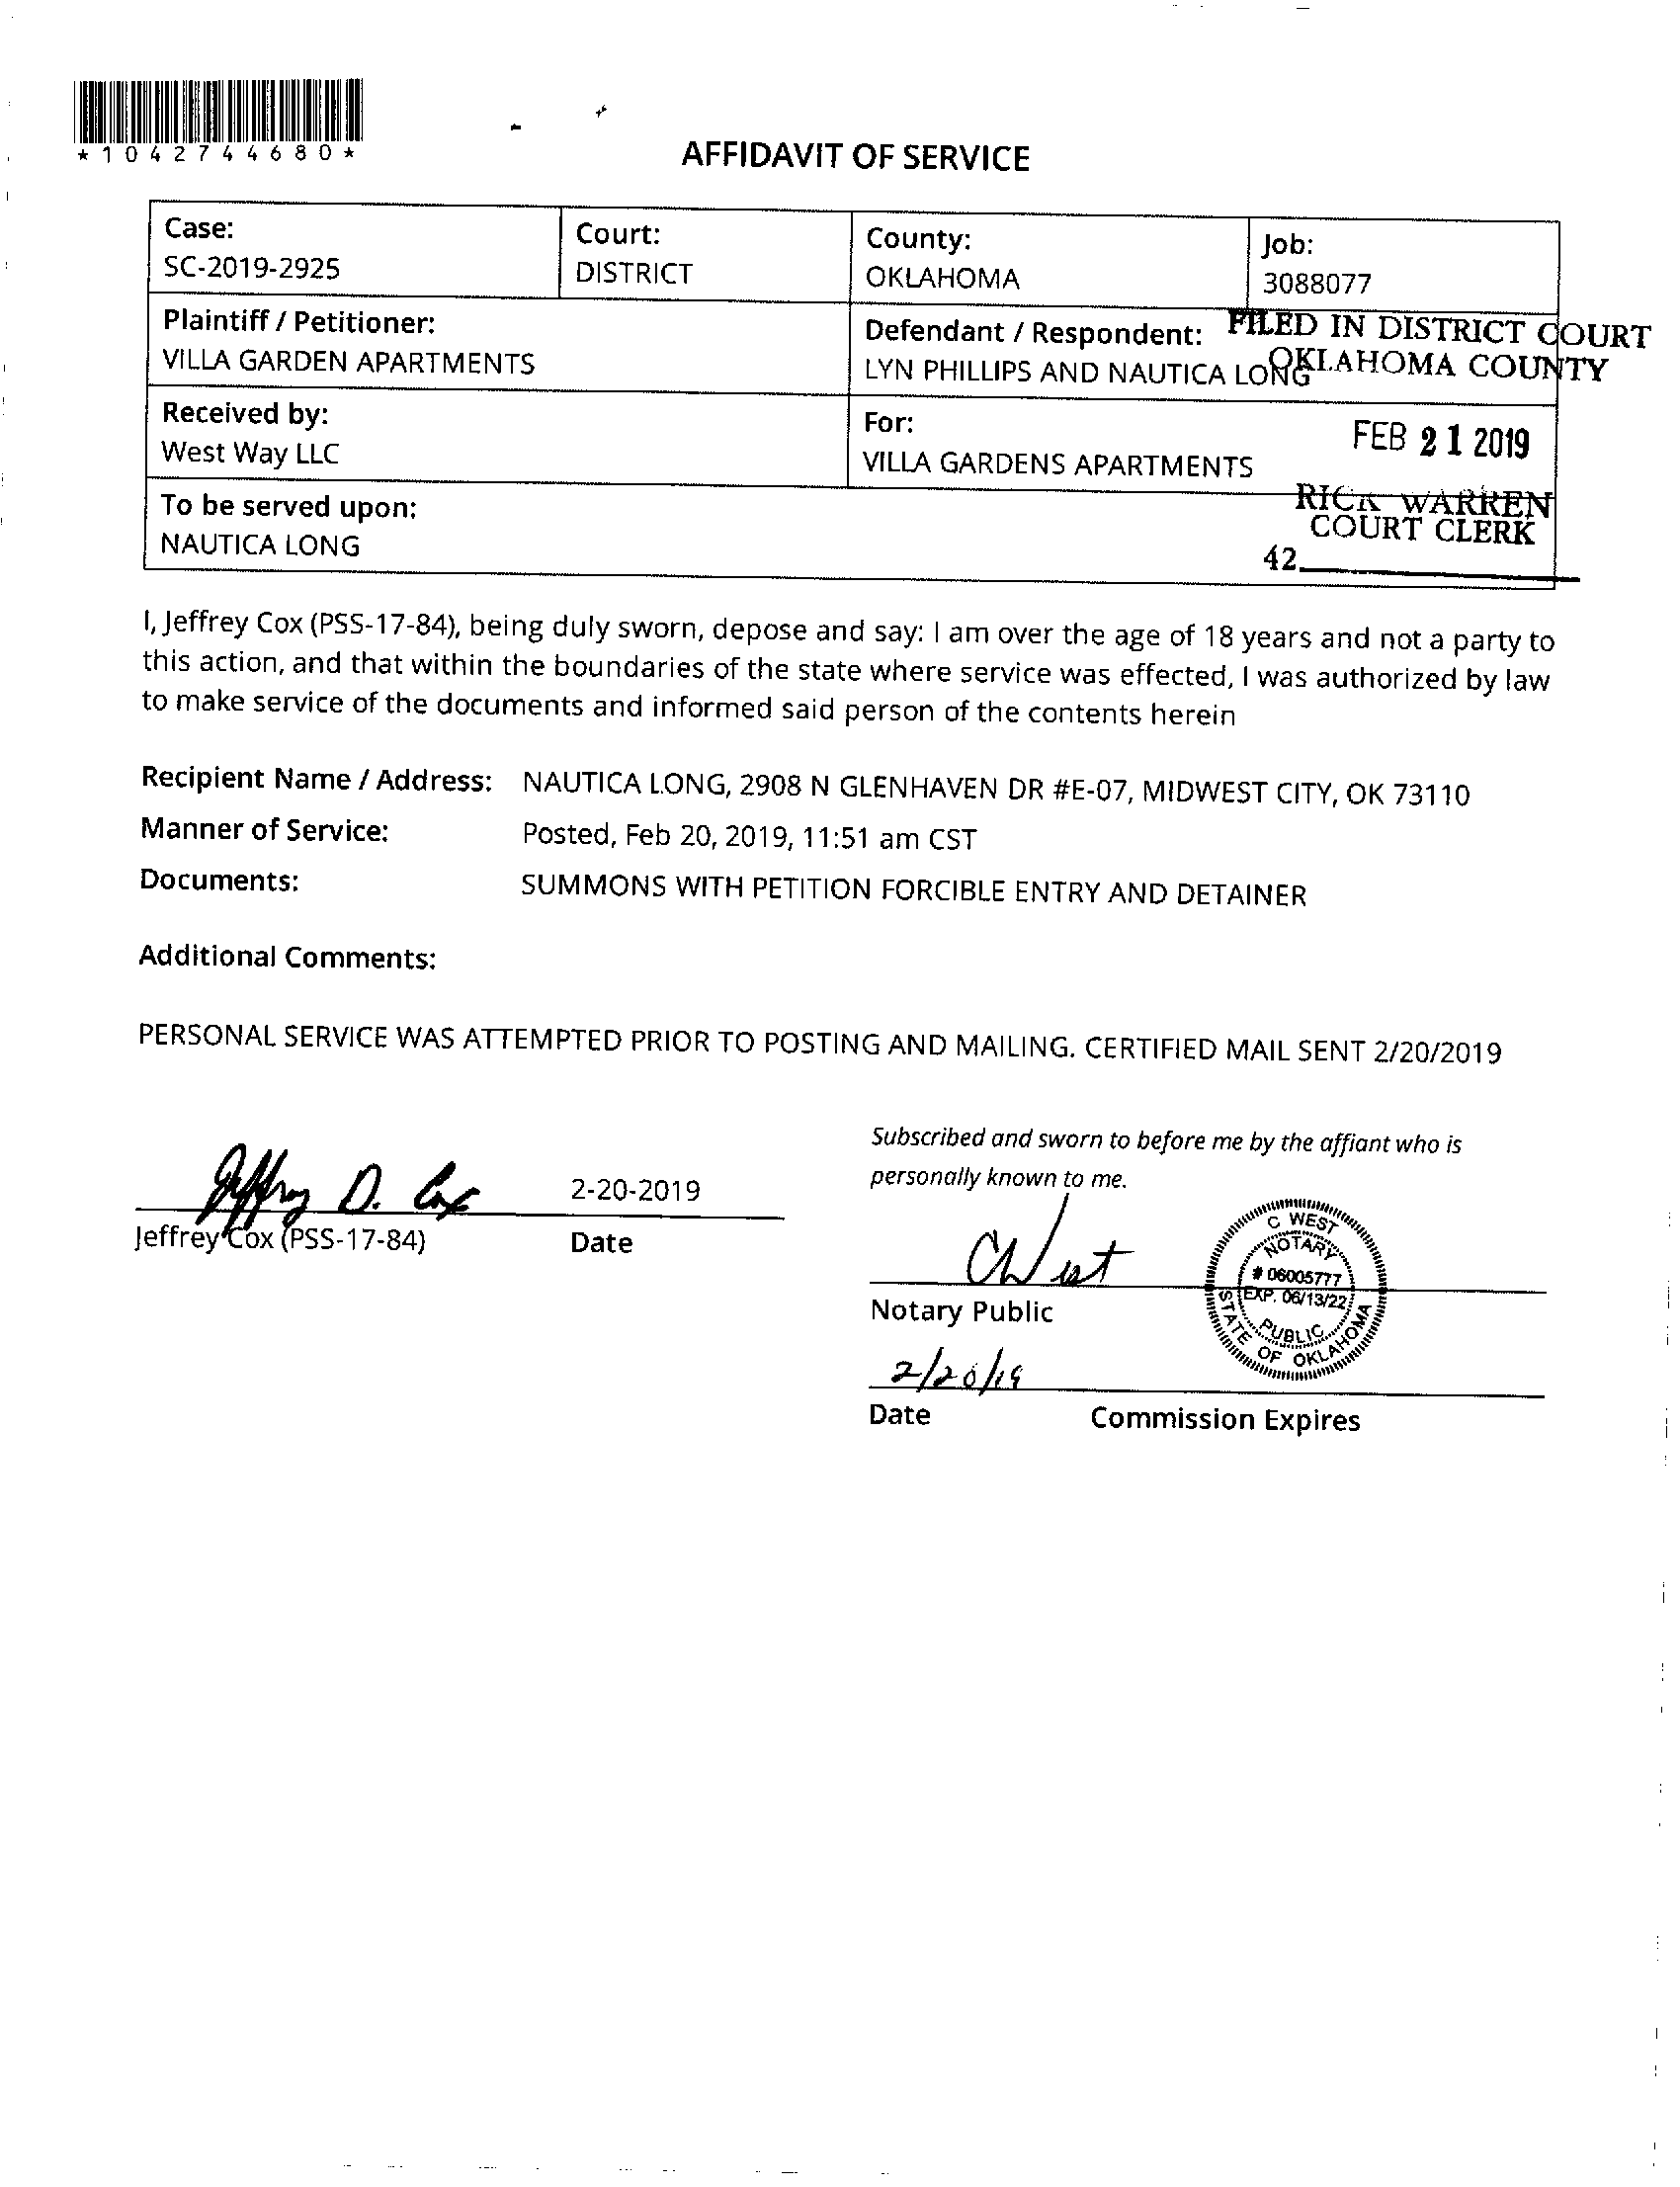 *1042744680*
AFFIDAVIT OF SERVICE
Case:
SC-2019-2925
Court:
DISTRICT
County:
OKLAHOMA
Job:
3088077
Plaintiff / Petitioner:
VILLA GARDEN APARTMENTS
Defendant / Respondent:
LYN PHILLIPS AND NAUTICA LONG
FILED IN DISTRICT COURT
OKLAHOMA COUNTY
Received by:
West Way LLC
For:
VILLA GARDENS APARTMENTS
FEB 21 2019
RICK WARREN
COURT CLERK
42
To be served upon:
NAUTICA LONG
I, Jeffrey Cox (PSS-17-84), being duly sworn, depose and say: I am over the age of 18 years and not a party to
this action, and that within the boundaries of the state where service was effected, I was authorized by law
to make service of the documents and informed said person of the contents herein
Recipient Name / Address: NAUTICA LONG, 2908 N GLENHAVEN DR #E-07, MIDWEST CITY, OK 73110
Manner of Service: Posted, Feb 20, 2019, 11:51 am CST
Documents: SUMMONS WITH PETITION FORCIBLE ENTRY AND DETAINER
Additional Comments:
PERSONAL SERVICE WAS ATTEMPTED PRIOR TO POSTING AND MAILING. CERTIFIED MAIL SENT 2/20/2019
Jeffrey D. Cox 2-20-2019
Jeffrey Cox (PSS-17-84) Date
Subscribed and sworn to before me by the affiant who is
personally known to me.
C West
Notary Public
C WEST
NOTARY
# 06005777
EXP. 06/13/22
PUBLIC
STATE OF OKLAHOMA
2/20/19
Date Commission Expires